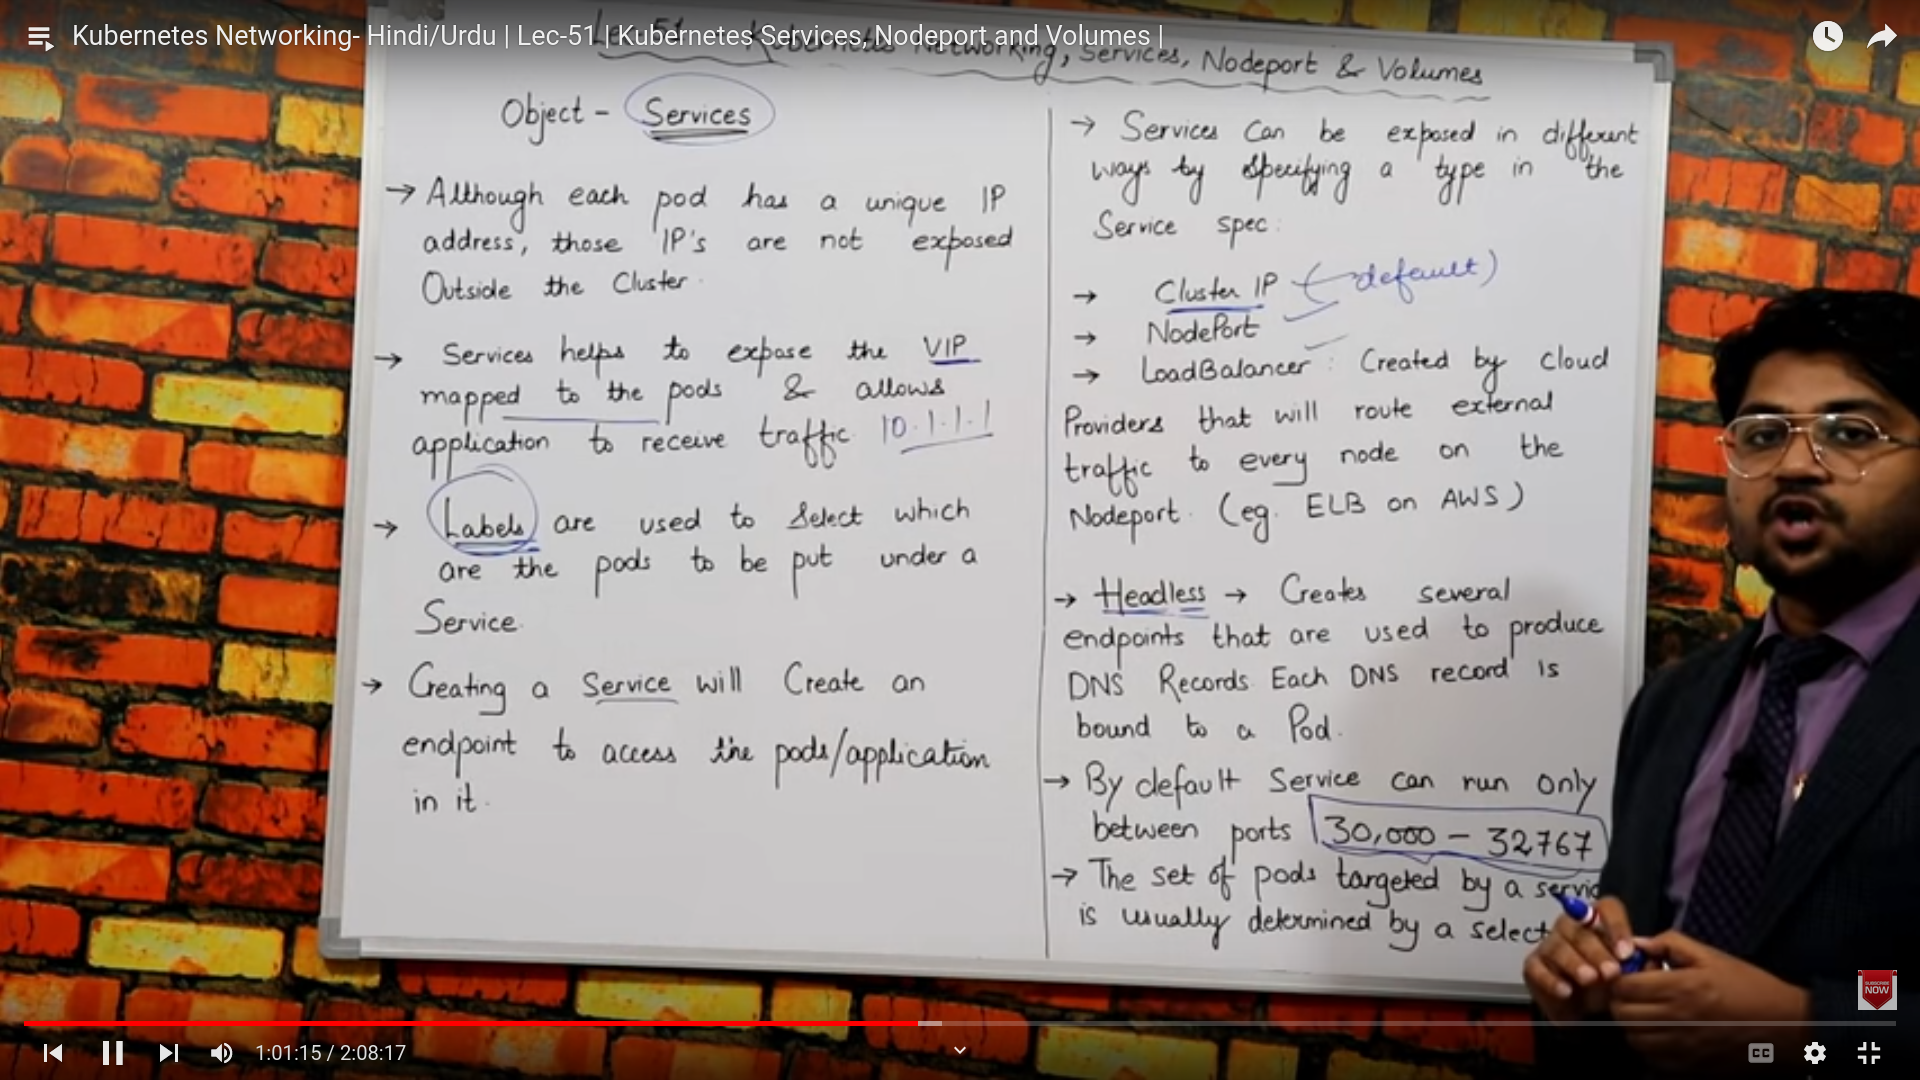 Kubernetes Networking- Hindi/Urdu | Lec-51 | Kubernetes Services, Nodeport and Volumes |
Kubernetes Networking, Services, Nodeport & Volumes
Object - Services
→ Although each pod has a unique IP
address, those IP's are not exposed
Outside the Cluster.
→ Services helps to expose the VIP
mapped to the pods & allows
application to receive traffic 10.1.1.1
→ Labels are used to Select which
are the pods to be put under a
Service.
→ Creating a Service will Create an
endpoint to access the pods/application
in it.
→ Services Can be exposed in different
ways by specifying a type in the
Service spec:
→ Cluster IP (default)
→ NodePort
→ LoadBalancer : Created by cloud
Providers that will route external
traffic to every node on the
Nodeport. (eg. ELB on AWS)
→ Headless → Creates several
endpoints that are used to produce
DNS Records. Each DNS record is
bound to a Pod.
→ By default Service can run only
between ports 30,000 - 32767
→ The set of pods targeted by a servic
is usually determined by a select
SUBSCRIBE
NOW
1:01:15 / 2:08:17
CC